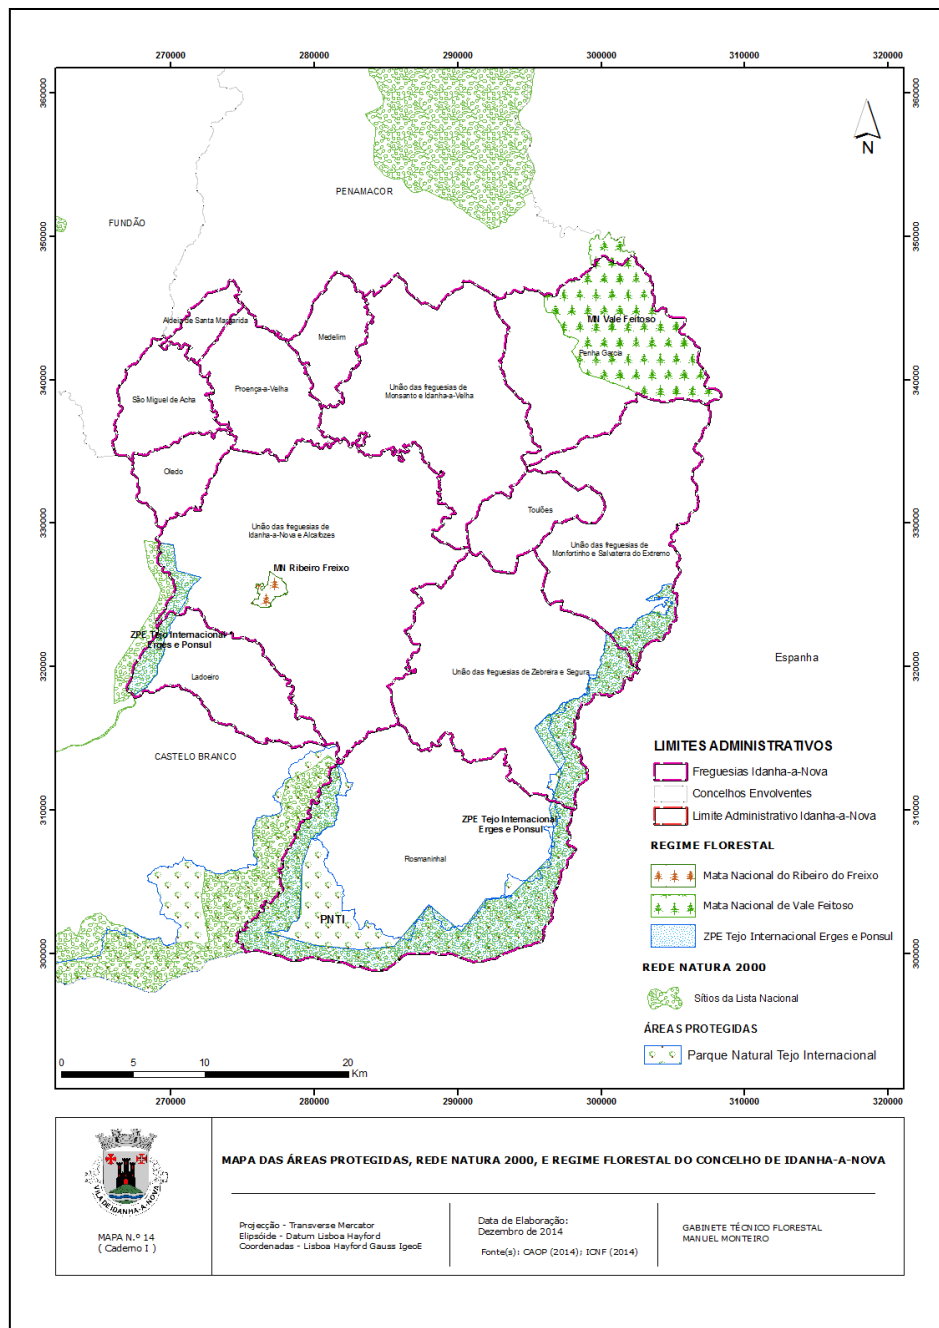 270000
280000
290000
300000
310000
320000
360000
360000
N
PENAMACOR
FUNDÃO
350000
350000
Aldeia de Santa Margarida
MN Vale Feitoso
Medelim
Penha Garcia
340000
340000
Proença-a-Velha
União das freguesias de
Monsanto e Idanha-a-Velha
São Miguel de Acha
Oledo
330000
330000
Toulões
União das freguesias de
Idanha-a-Nova e Alcafozes
União das freguesias de
Monfortinho e Salvaterra do Extremo
MN Ribeiro Freixo
ZPE Tejo Internacional
Erges e Ponsul
320000
320000
Espanha
Ladoeiro
União das freguesias de Zebreira e Segura
CASTELO BRANCO
310000
310000
ZPE Tejo Internacional
Erges e Ponsul
Rosmaninhal
PNTI
300000
300000
LIMITES ADMINISTRATIVOS
Freguesias Idanha-a-Nova
Concelhos Envolventes
Limite Administrativo Idanha-a-Nova
REGIME FLORESTAL
Mata Nacional do Ribeiro do Freixo
Mata Nacional de Vale Feitoso
ZPE Tejo Internacional Erges e Ponsul
REDE NATURA 2000
Sítios da Lista Nacional
ÁREAS PROTEGIDAS
Parque Natural Tejo Internacional
0
5
10
20
Km
270000
280000
290000
300000
310000
320000
VILA DE IDANHA-A-NOVA
MAPA N.º 14
( Caderno I )
MAPA DAS ÁREAS PROTEGIDAS, REDE NATURA 2000, E REGIME FLORESTAL DO CONCELHO DE IDANHA-A-NOVA
Projecção - Transverse Mercator
Elipsóide - Datum Lisboa Hayford
Coordenadas - Lisboa Hayford Gauss IgeoE
Data de Elaboração:
Dezembro de 2014
Fonte(s): CAOP (2014); ICNF (2014)
GABINETE TÉCNICO FLORESTAL
MANUEL MONTEIRO